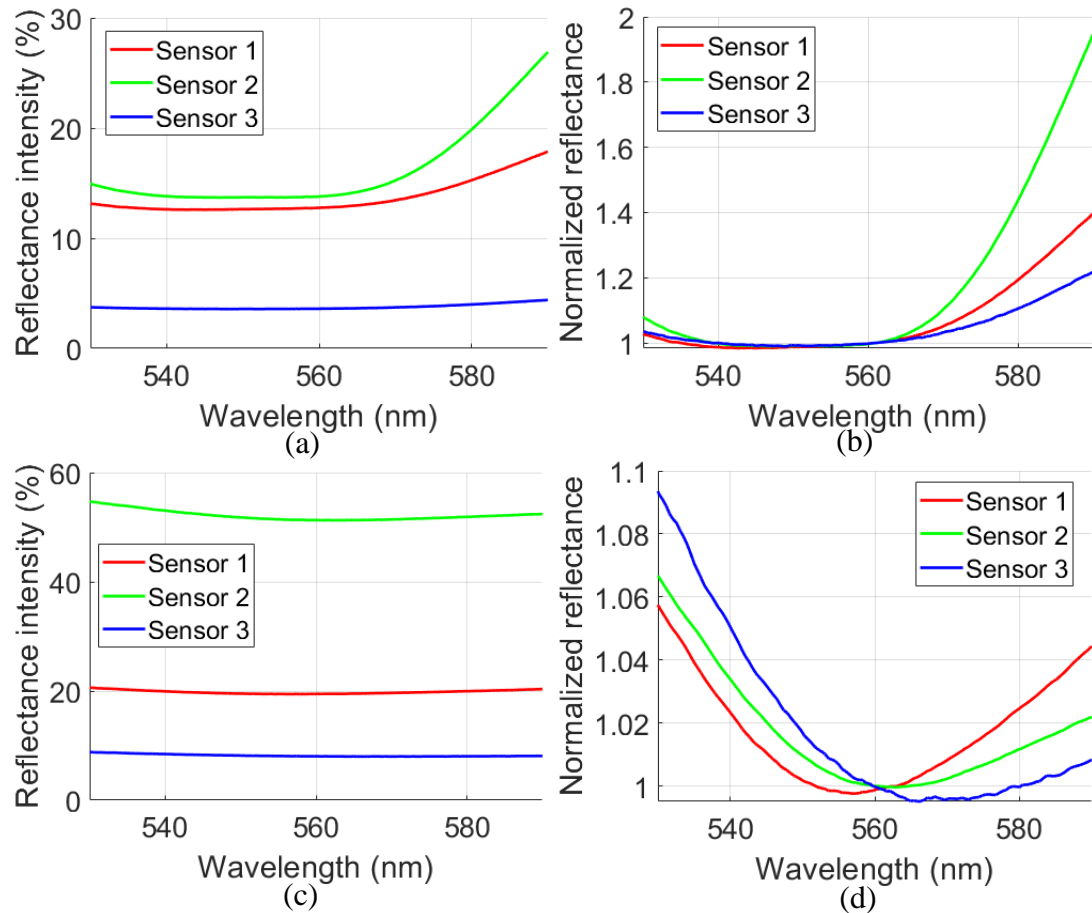 Reflectance intensity (%)
30
20
10
0
Sensor 1
Sensor 2
Sensor 3
540
560
580
Wavelength (nm)
(a)
Normalized reflectance
2
1.8
1.6
1.4
1.2
1
Sensor 1
Sensor 2
Sensor 3
540
560
580
Wavelength (nm)
(b)
Reflectance intensity (%)
60
40
20
0
Sensor 1
Sensor 2
Sensor 3
540
560
580
Wavelength (nm)
(c)
Normalized reflectance
1.1
1.08
1.06
1.04
1.02
1
Sensor 1
Sensor 2
Sensor 3
540
560
580
Wavelength (nm)
(d)